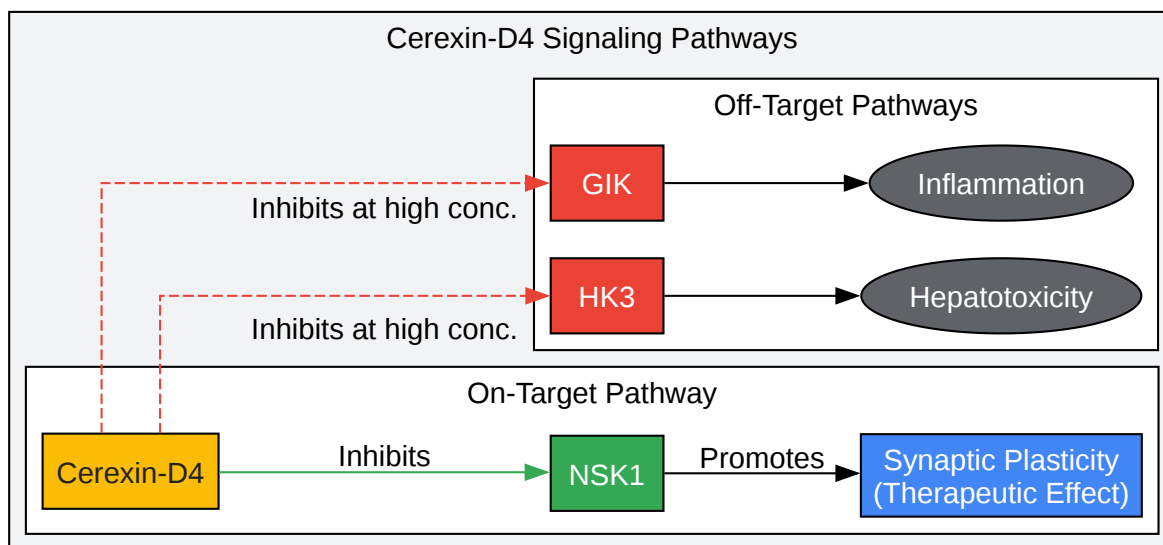 Cerexin-D4 Signaling Pathways
Off-Target Pathways
GIK
Inflammation
Inhibits at high conc.
HK3
Hepatotoxicity
Inhibits at high conc.
On-Target Pathway
Cerexin-D4
Inhibits
NSK1
Promotes
Synaptic Plasticity
(Therapeutic Effect)